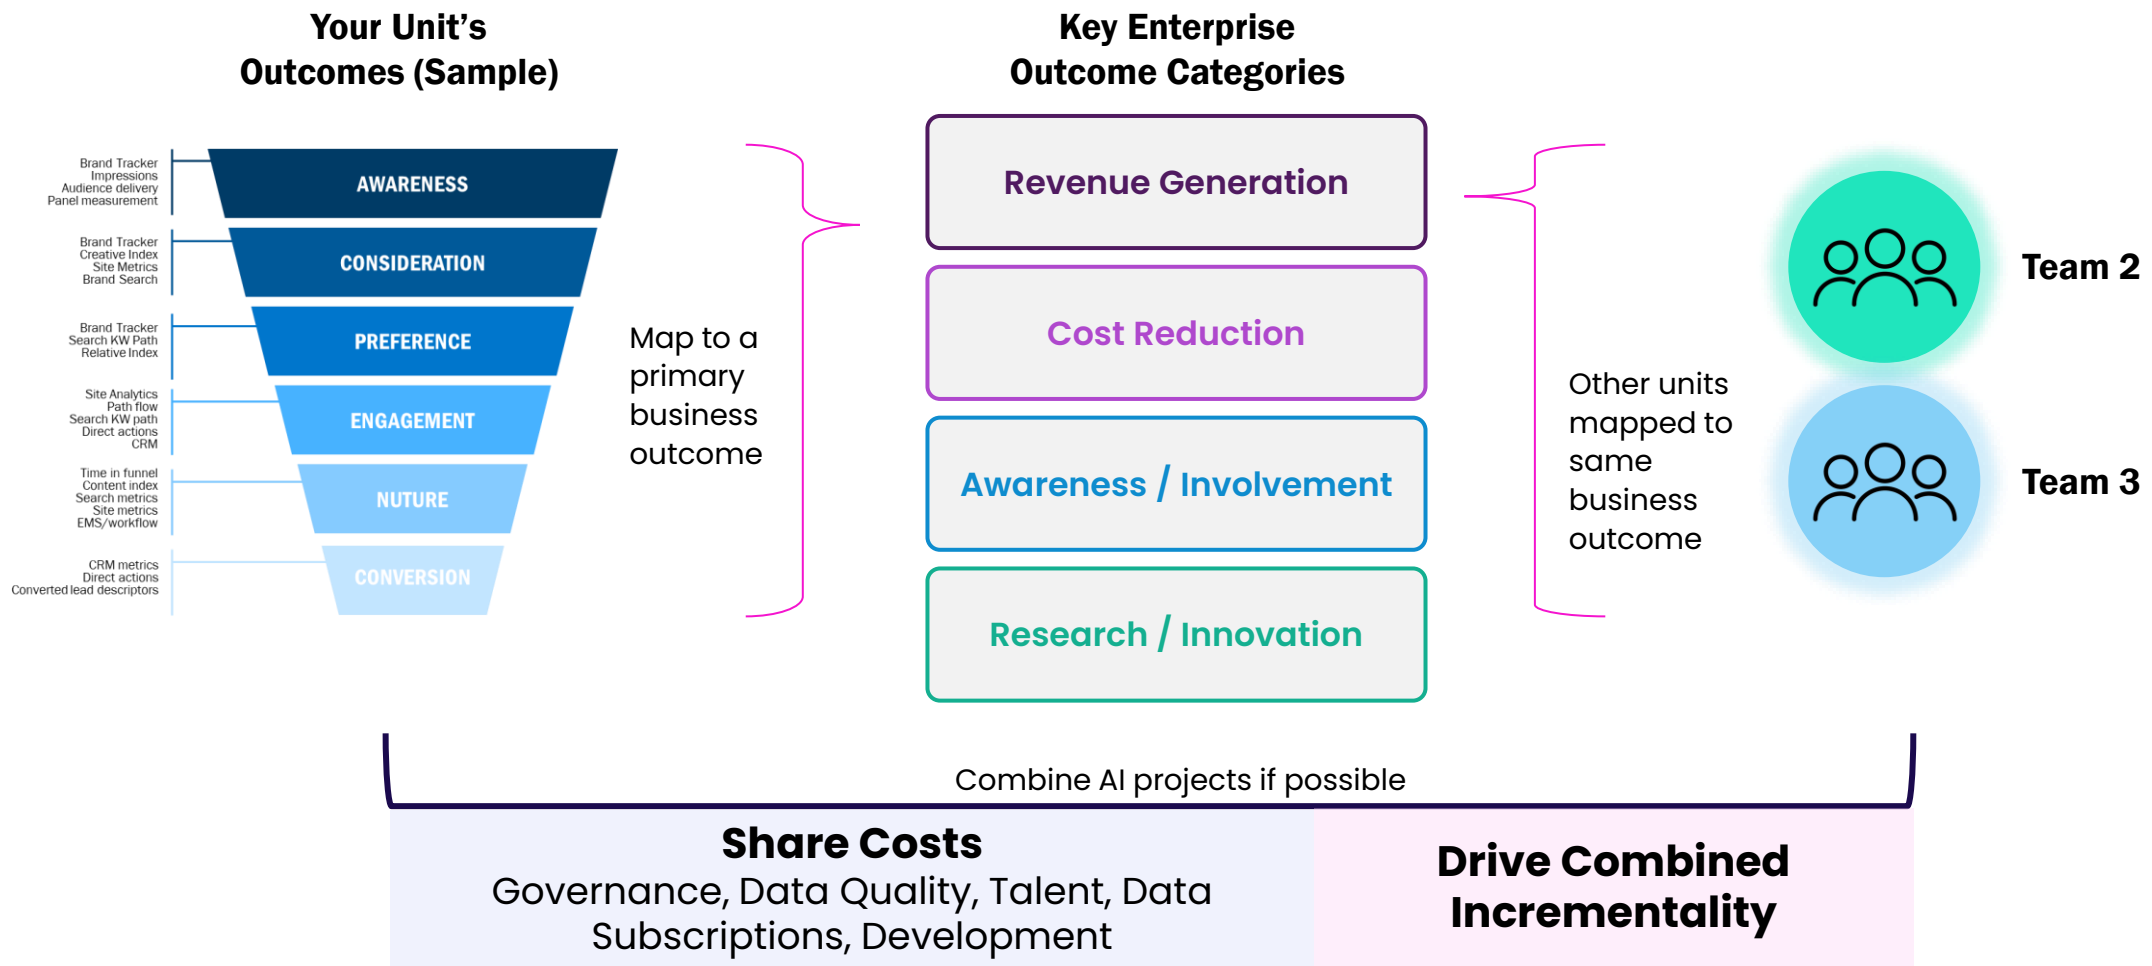 Your Unit's
Outcomes (Sample)
Key Enterprise
Outcome Categories
Brand Tracker
Impressions
Audience delivery
Panel measurement
AWARENESS
Brand Tracker
Creative Index
Site Metrics
Brand Search
CONSIDERATION
Brand Tracker
Search KW Path
Relative Index
PREFERENCE
Site Analytics
Path flow
Search KW path
Direct actions
CRM
ENGAGEMENT
Time in funnel
Content index
Search metrics
Site metrics
EMS/workflow
NUTURE
CRM metrics
Direct actions
Converted lead descriptors
CONVERSION
Map to a
primary
business
outcome
Revenue Generation
Cost Reduction
Awareness / Involvement
Research / Innovation
Other units
mapped to
same
business
outcome
Team 2
Team 3
Combine AI projects if possible
Share Costs
Governance, Data Quality, Talent, Data
Subscriptions, Development
Drive Combined
Incrementality